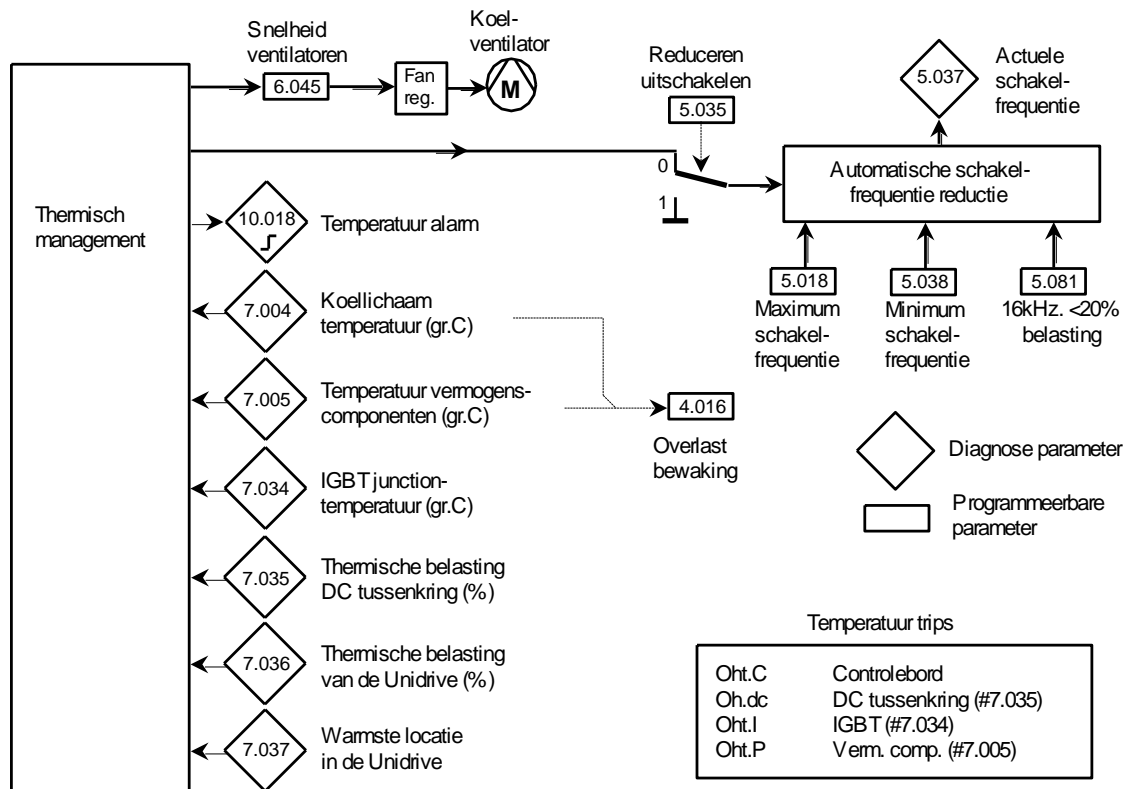 Snelheid
ventilatoren
6.045
Fan
reg.
Koel-
ventilator
M
Reduceren
uitschakelen
5.035
5.037
Actuele
schakel-
frequentie
0
1
Automatische schakel-
frequentie reductie
5.018
Maximum
schakel-
frequentie
5.038
Minimum
schakel-
frequentie
5.081
16kHz. <20%
belasting
Thermisch
management
10.018
Temperatuur alarm
7.004
Koellichaam
temperatuur (gr.C)
7.005
Temperatuur vermogens-
componenten (gr.C)
4.016
Overlast
bewaking
7.034
IGBT junction-
temperatuur (gr.C)
7.035
Thermische belasting
DC tussenkring (%)
7.036
Thermische belasting
van de Unidrive (%)
7.037
Warmste locatie
in de Unidrive
Diagnose parameter
Programmeerbare
parameter
Temperatuur trips
Oht.C Controlebord
Oh.dc DC tussenkring (#7.035)
Oht.I IGBT (#7.034)
Oht.P Verm. comp. (#7.005)